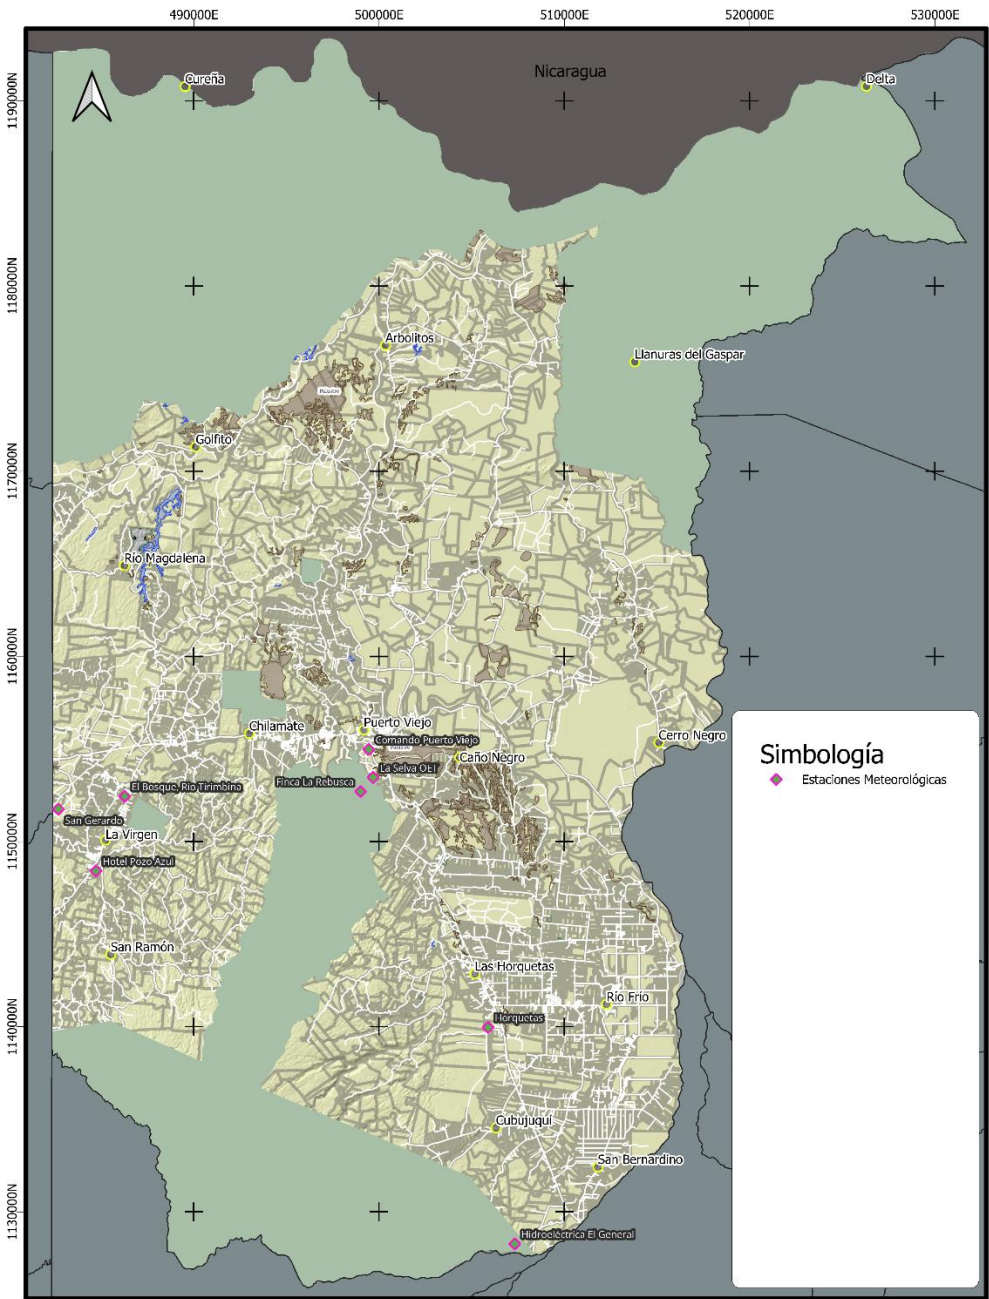 490000E
500000E
510000E
520000E
530000E
1190000N
1180000N
1170000N
1160000N
1150000N
1140000N
1130000N
Nicaragua
Cureña
Delta
Arbolitos
Llanuras del Gaspar
Golfito
Río Magdalena
Chilamate
Puerto Viejo
Cerro Negro
Comando Puerto Viejo
Caño Negro
La Selva OET
Finca La Rebusca
El Bosque, Rio Tirimbina
San Gerardo
La Virgen
Hotel Pozo Azul
San Ramón
Las Horquetas
Río Frio
Horquetas
Cubujuquí
San Bernardino
Hidroeléctrica El General
Simbología
Estaciones Meteorológicas